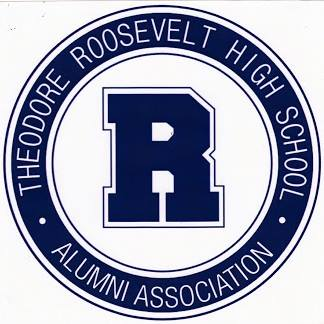 THEODORE ROOSEVELT HIGH SCHOOL
R
• ALUMNI ASSOCIATION •